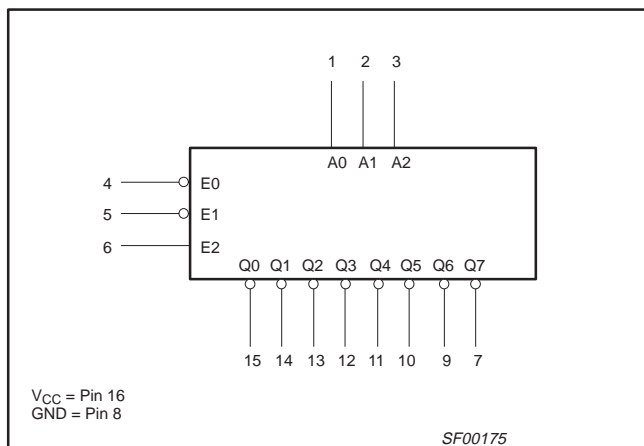 1 2 3
A0 A1 A2
4 E0
5 E1
6 E2
Q0 Q1 Q2 Q3 Q4 Q5 Q6 Q7
15 14 13 12 11 10 9 7
VCC = Pin 16
GND = Pin 8
SF00175